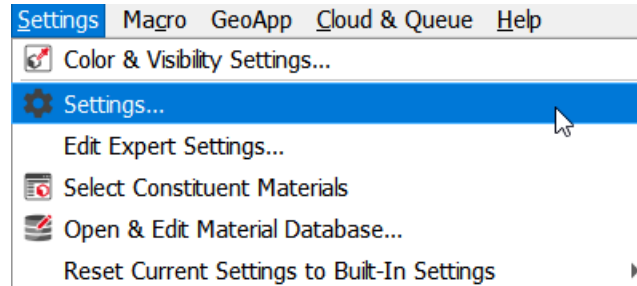 Settings Macro GeoApp Cloud & Queue Help
Color & Visibility Settings...
Settings...
Edit Expert Settings...
Select Constituent Materials
Open & Edit Material Database...
Reset Current Settings to Built-In Settings